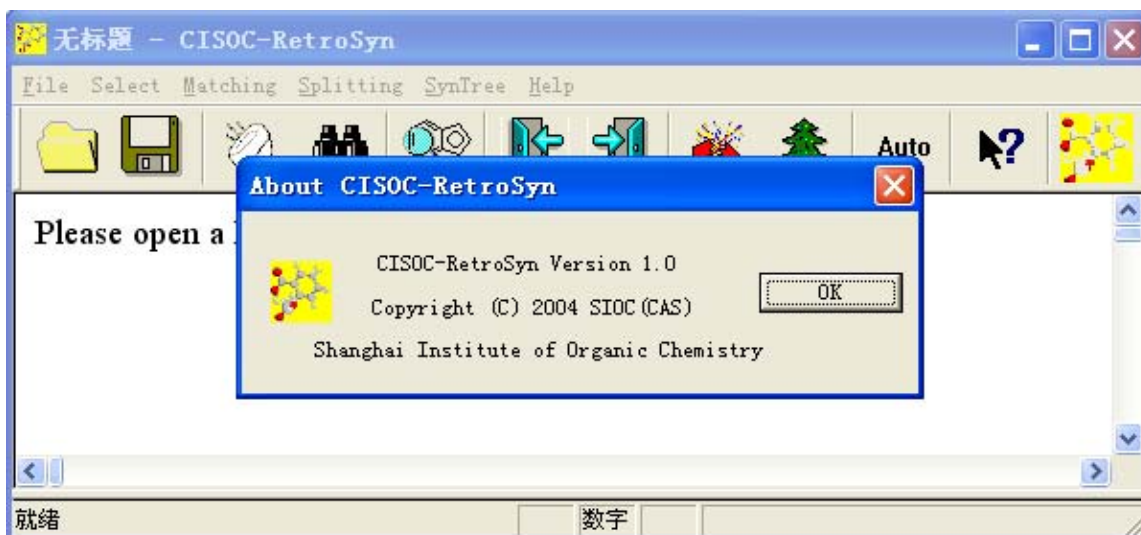 无标题 - CISOC-RetroSyn
File Select Matching Splitting SynTree Help
Auto
?
About CISOC-RetroSyn
Please open a
CISOC-RetroSyn Version 1.0
OK
Copyright (C) 2004 SIOC(CAS)
Shanghai Institute of Organic Chemistry
就绪
数字